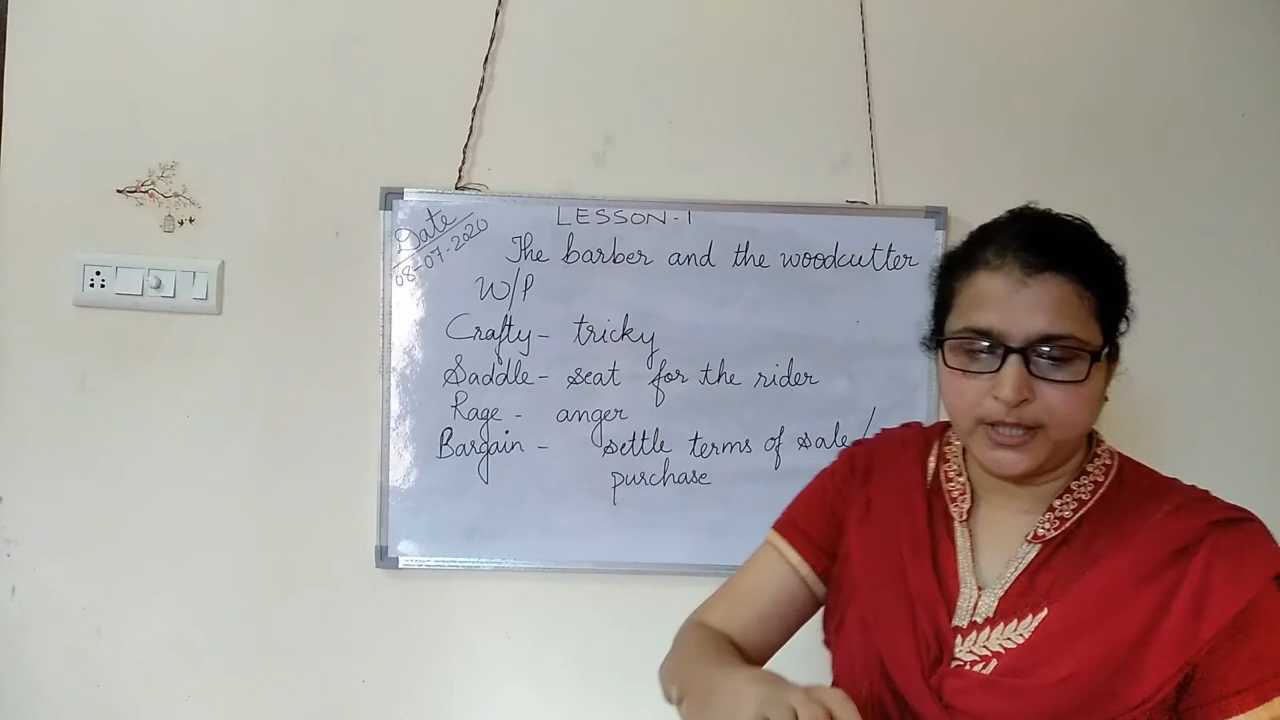 LESSON-1
Date
08-07-2020
The barber and the woodcutter
W/P
Crafty - tricky
Saddle - seat for the rider
Rage - anger
Bargain - settle terms of sale/
purchase